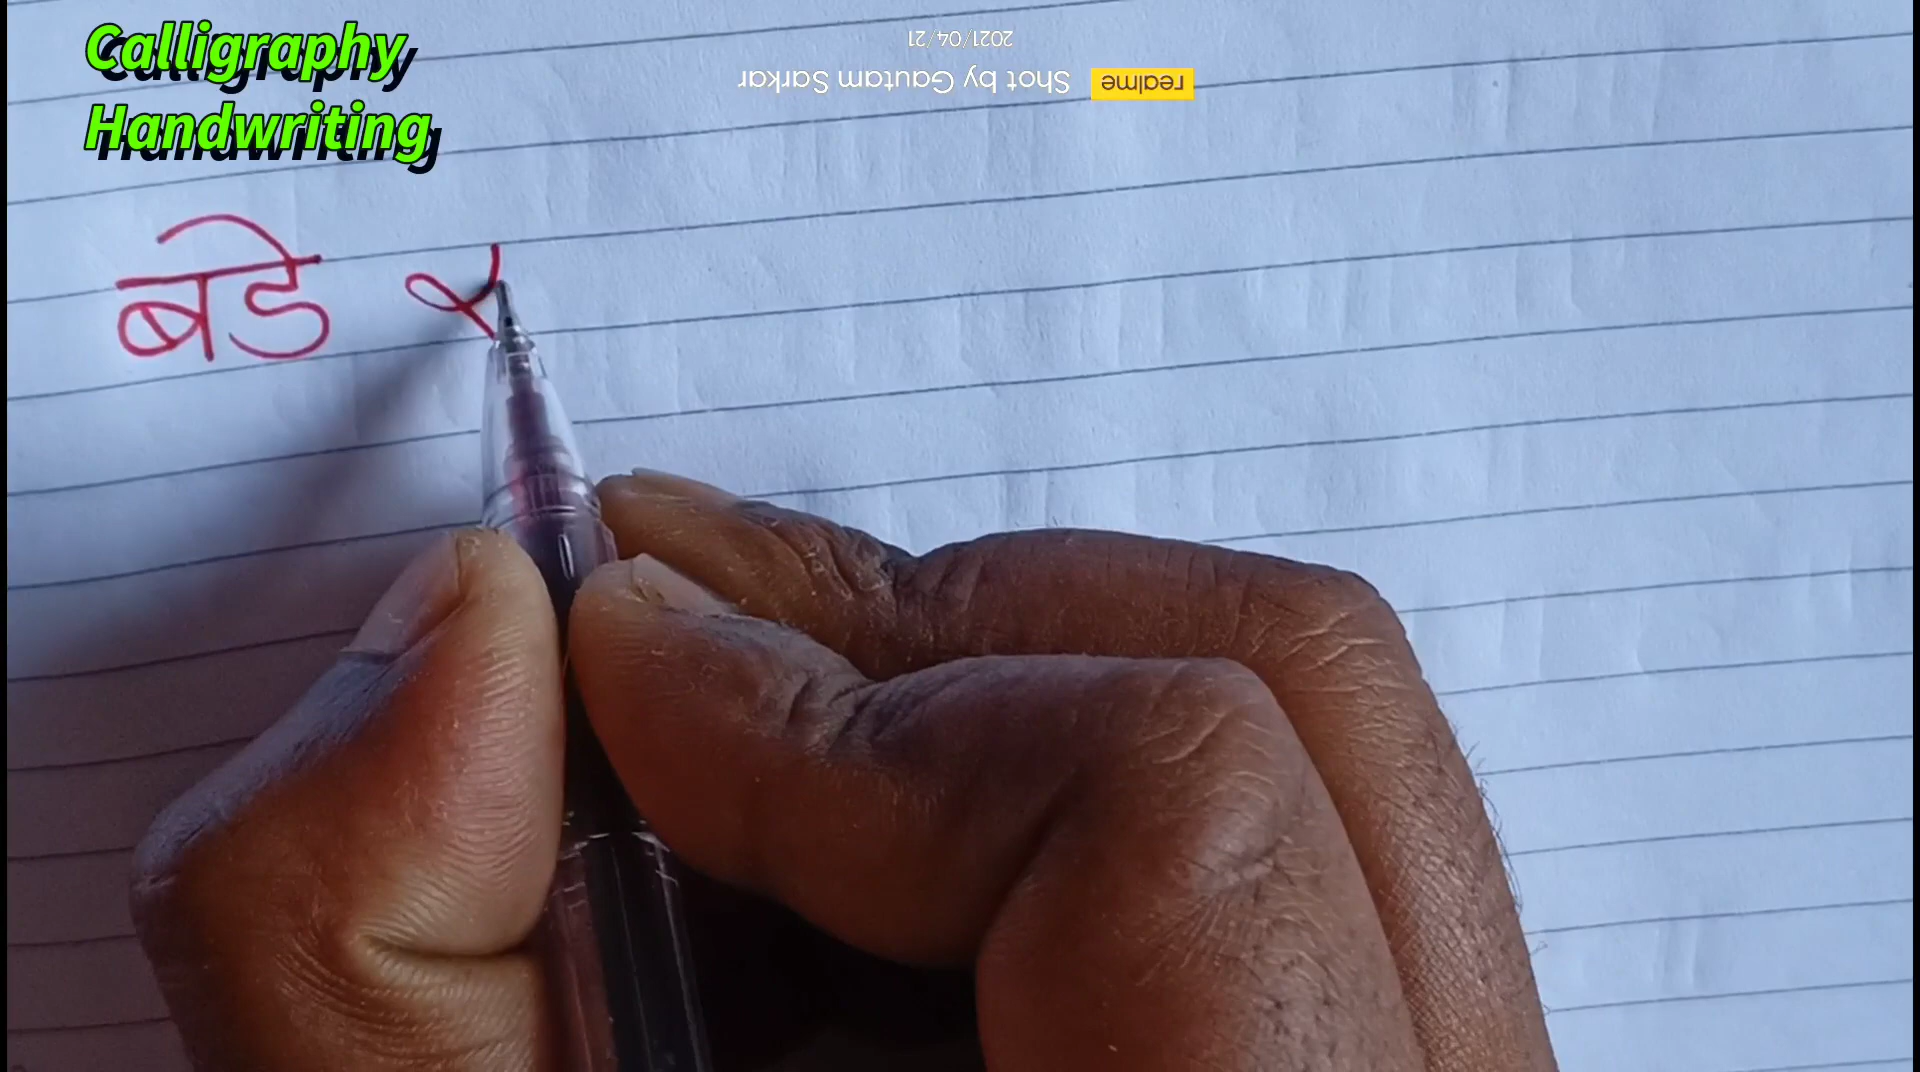 Calligraphy
Handwriting
2021/04/21
Shot by Gautam Sarkar
realme
बडे